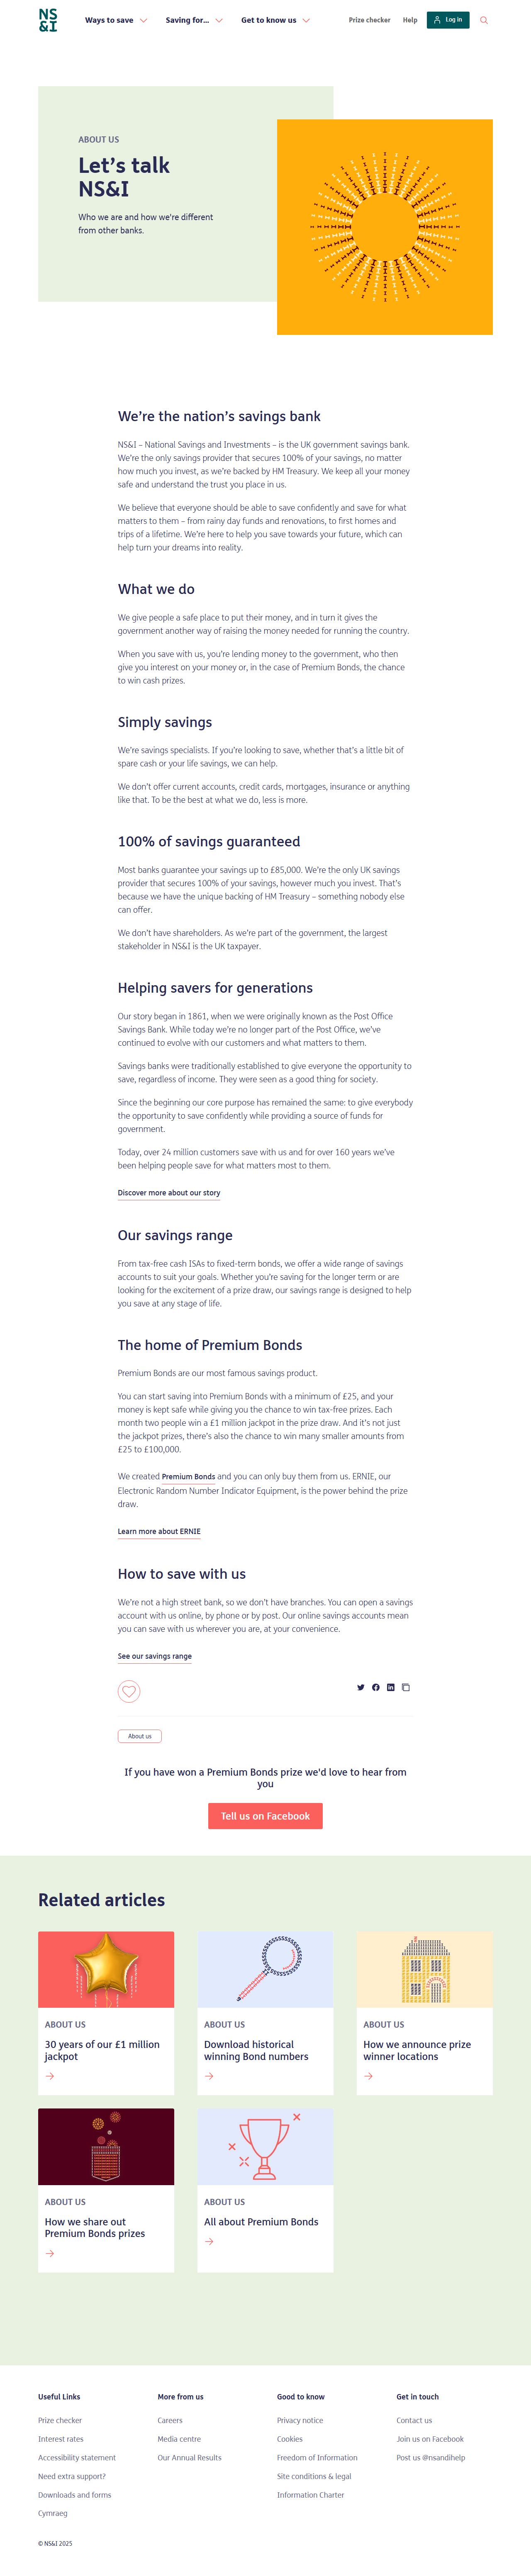 NS
&I
Ways to save
Saving for...
Get to know us
Prize checker
Help
Log in
ABOUT US
Let’s talk
NS&I
Who we are and how we're different
from other banks.
We’re the nation’s savings bank
NS&I – National Savings and Investments – is the UK government savings bank.
We’re the only savings provider that secures 100% of your savings, no matter
how much you invest, as we’re backed by HM Treasury. We keep all your money
safe and understand the trust you place in us.
We believe that everyone should be able to save confidently and save for what
matters to them – from rainy day funds and renovations, to first homes and
trips of a lifetime. We’re here to help you save towards your future, which can
help turn your dreams into reality.
What we do
We give people a safe place to put their money, and in turn it gives the
government another way of raising the money needed for running the country.
When you save with us, you’re lending money to the government, who then
give you interest on your money or, in the case of Premium Bonds, the chance
to win cash prizes.
Simply savings
We’re savings specialists. If you’re looking to save, whether that’s a little bit of
spare cash or your life savings, we can help.
We don’t offer current accounts, credit cards, mortgages, insurance or anything
like that. To be the best at what we do, less is more.
100% of savings guaranteed
Most banks guarantee your savings up to £85,000. We’re the only UK savings
provider that secures 100% of your savings, however much you invest. That’s
because we have the unique backing of HM Treasury – something nobody else
can offer.
We don’t have shareholders. As we’re part of the government, the largest
stakeholder in NS&I is the UK taxpayer.
Helping savers for generations
Our story began in 1861, when we were originally known as the Post Office
Savings Bank. While today we’re no longer part of the Post Office, we’ve
continued to evolve with our customers and what matters to them.
Savings banks were traditionally established to give everyone the opportunity to
save, regardless of income. They were seen as a good thing for society.
Since the beginning our core purpose has remained the same: to give everybody
the opportunity to save confidently while providing a source of funds for
government.
Today, over 24 million customers save with us and for over 160 years we’ve
been helping people save for what matters most to them.
Discover more about our story
Our savings range
From tax-free cash ISAs to fixed-term bonds, we offer a wide range of savings
accounts to suit your goals. Whether you’re saving for the longer term or are
looking for the excitement of a prize draw, our savings range is designed to help
you save at any stage of life.
The home of Premium Bonds
Premium Bonds are our most famous savings product.
You can start saving into Premium Bonds with a minimum of £25, and your
money is kept safe while giving you the chance to win tax-free prizes. Each
month two people win a £1 million jackpot in the prize draw. And it’s not just
the jackpot prizes, there’s also the chance to win many smaller amounts from
£25 to £100,000.
We created Premium Bonds and you can only buy them from us. ERNIE, our
Electronic Random Number Indicator Equipment, is the power behind the prize
draw.
Learn more about ERNIE
How to save with us
We’re not a high street bank, so we don’t have branches. You can open a savings
account with us online, by phone or by post. Our online savings accounts mean
you can save with us wherever you are, at your convenience.
See our savings range
About us
If you have won a Premium Bonds prize we'd love to hear from
you
Tell us on Facebook
Related articles
ABOUT US
30 years of our £1 million
jackpot
ABOUT US
Download historical
winning Bond numbers
ABOUT US
How we announce prize
winner locations
ABOUT US
How we share out
Premium Bonds prizes
ABOUT US
All about Premium Bonds
Useful Links
Prize checker
Interest rates
Accessibility statement
Need extra support?
Downloads and forms
Cymraeg
More from us
Careers
Media centre
Our Annual Results
Good to know
Privacy notice
Cookies
Freedom of Information
Site conditions & legal
Information Charter
Get in touch
Contact us
Join us on Facebook
Post us @nsandihelp
© NS&I 2025